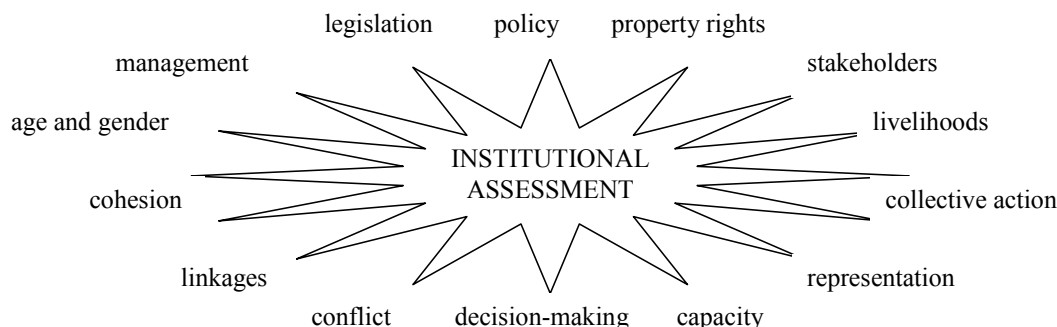 legislation policy property rights
management stakeholders
age and gender livelihoods
INSTITUTIONAL
ASSESSMENT
cohesion collective action
linkages representation
conflict decision-making capacity